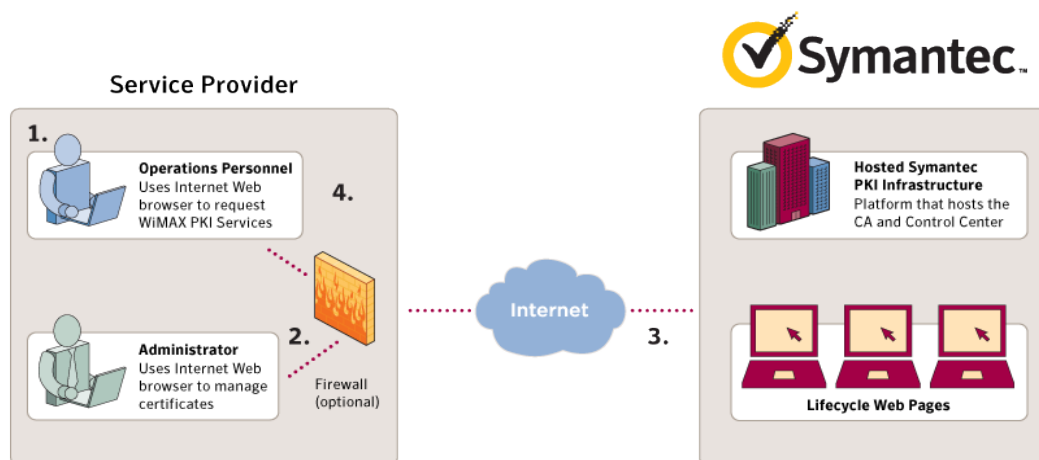 Symantec™
Service Provider
1.
Operations Personnel
Uses Internet Web
browser to request
WiMAX PKI Services
4.
Hosted Symantec
PKI Infrastructure
Platform that hosts the
CA and Control Center
Internet
2.
3.
Administrator
Uses Internet Web
browser to manage
certificates
Firewall
(optional)
Lifecycle Web Pages